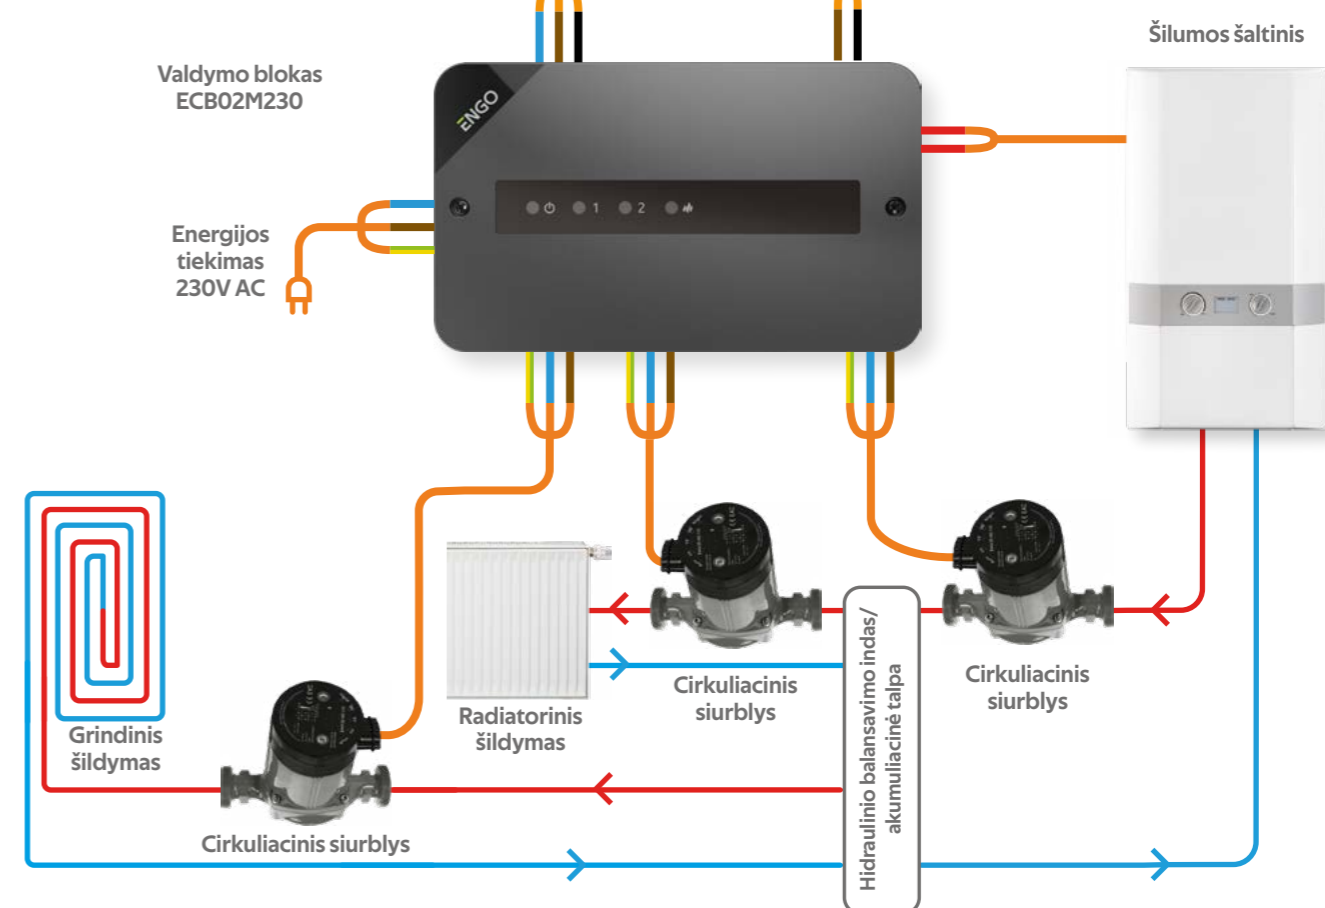 Šilumos šaltinis
Valdymo blokas
ECB02M230
ENGO
1
2
Energijos
tiekimas
230V AC
Cirkuliacinis
siurblys
Cirkuliacinis
siurblys
Radiatorinis
šildymas
Grindinis
šildymas
Cirkuliacinis siurblys
Hidraulinio balansavimo indas/
akumuliacinė talpa